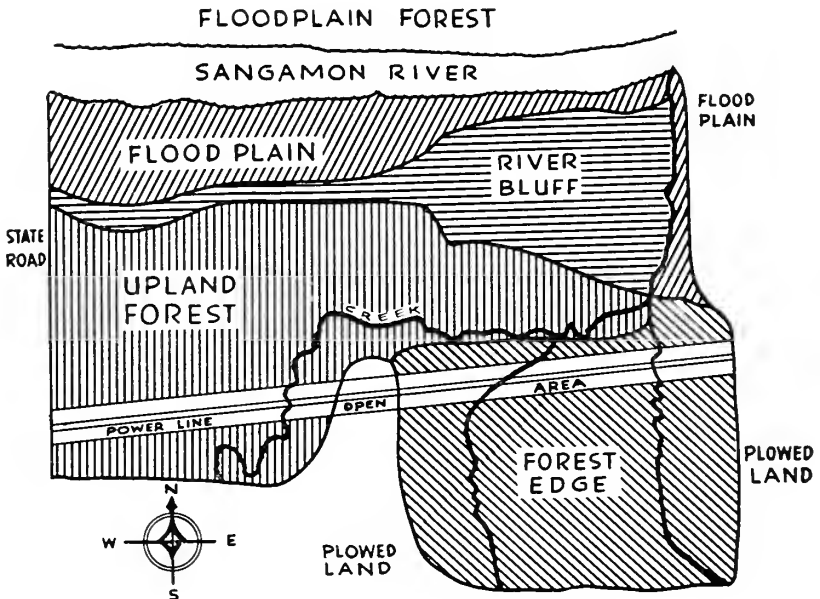 FLOODPLAIN FOREST
SANGAMON RIVER
FLOOD
PLAIN
FLOOD PLAIN
RIVER
BLUFF
STATE
ROAD
UPLAND
FOREST
CREEK
POWER LINE
OPEN
AREA
FOREST
EDGE
PLOWED
LAND
N
W
E
S
PLOWED
LAND